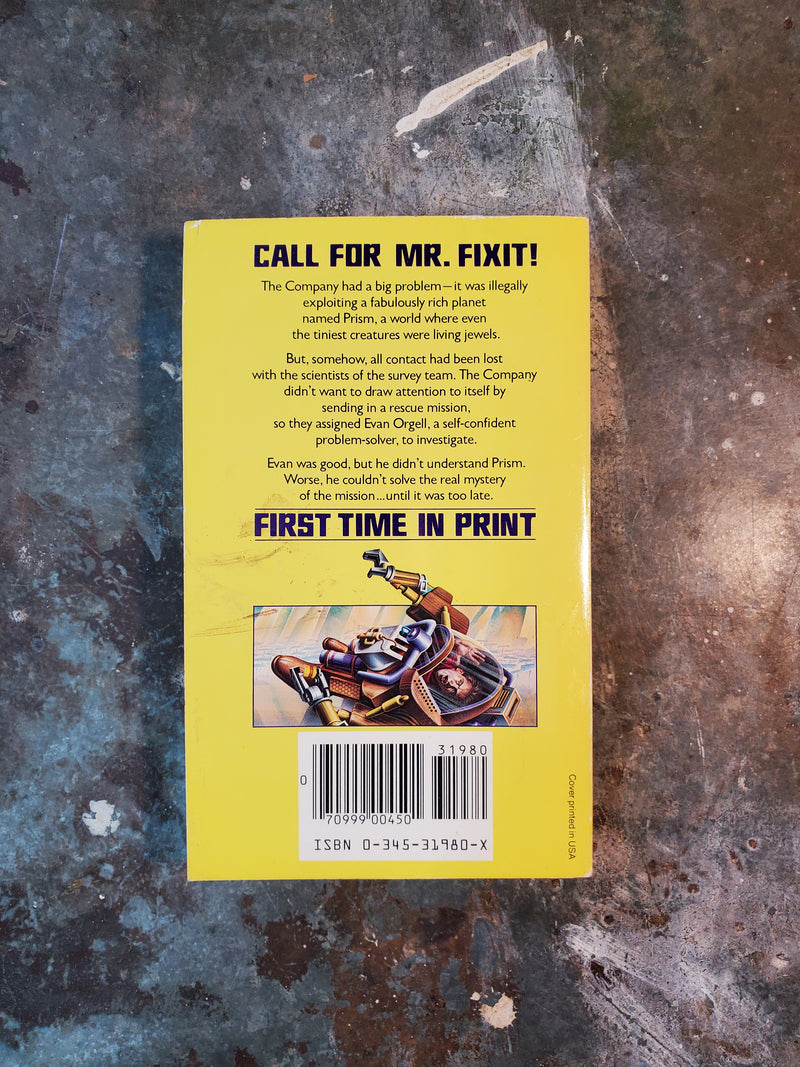 CALL FOR MR. FIXIT!
The Company had a big problem—it was illegally
exploiting a fabulously rich planet
named Prism, a world where even
the tiniest creatures were living jewels.
But, somehow, all contact had been lost
with the scientists of the survey team. The Company
didn't want to draw attention to itself by
sending in a rescue mission,
so they assigned Evan Orgell, a self-confident
problem-solver, to investigate.
Evan was good, but he didn't understand Prism.
Worse, he couldn't solve the real mystery
of the mission...until it was too late.
FIRST TIME IN PRINT
31980
0
70999 00450
ISBN 0-345-31980-X
Cover printed in USA